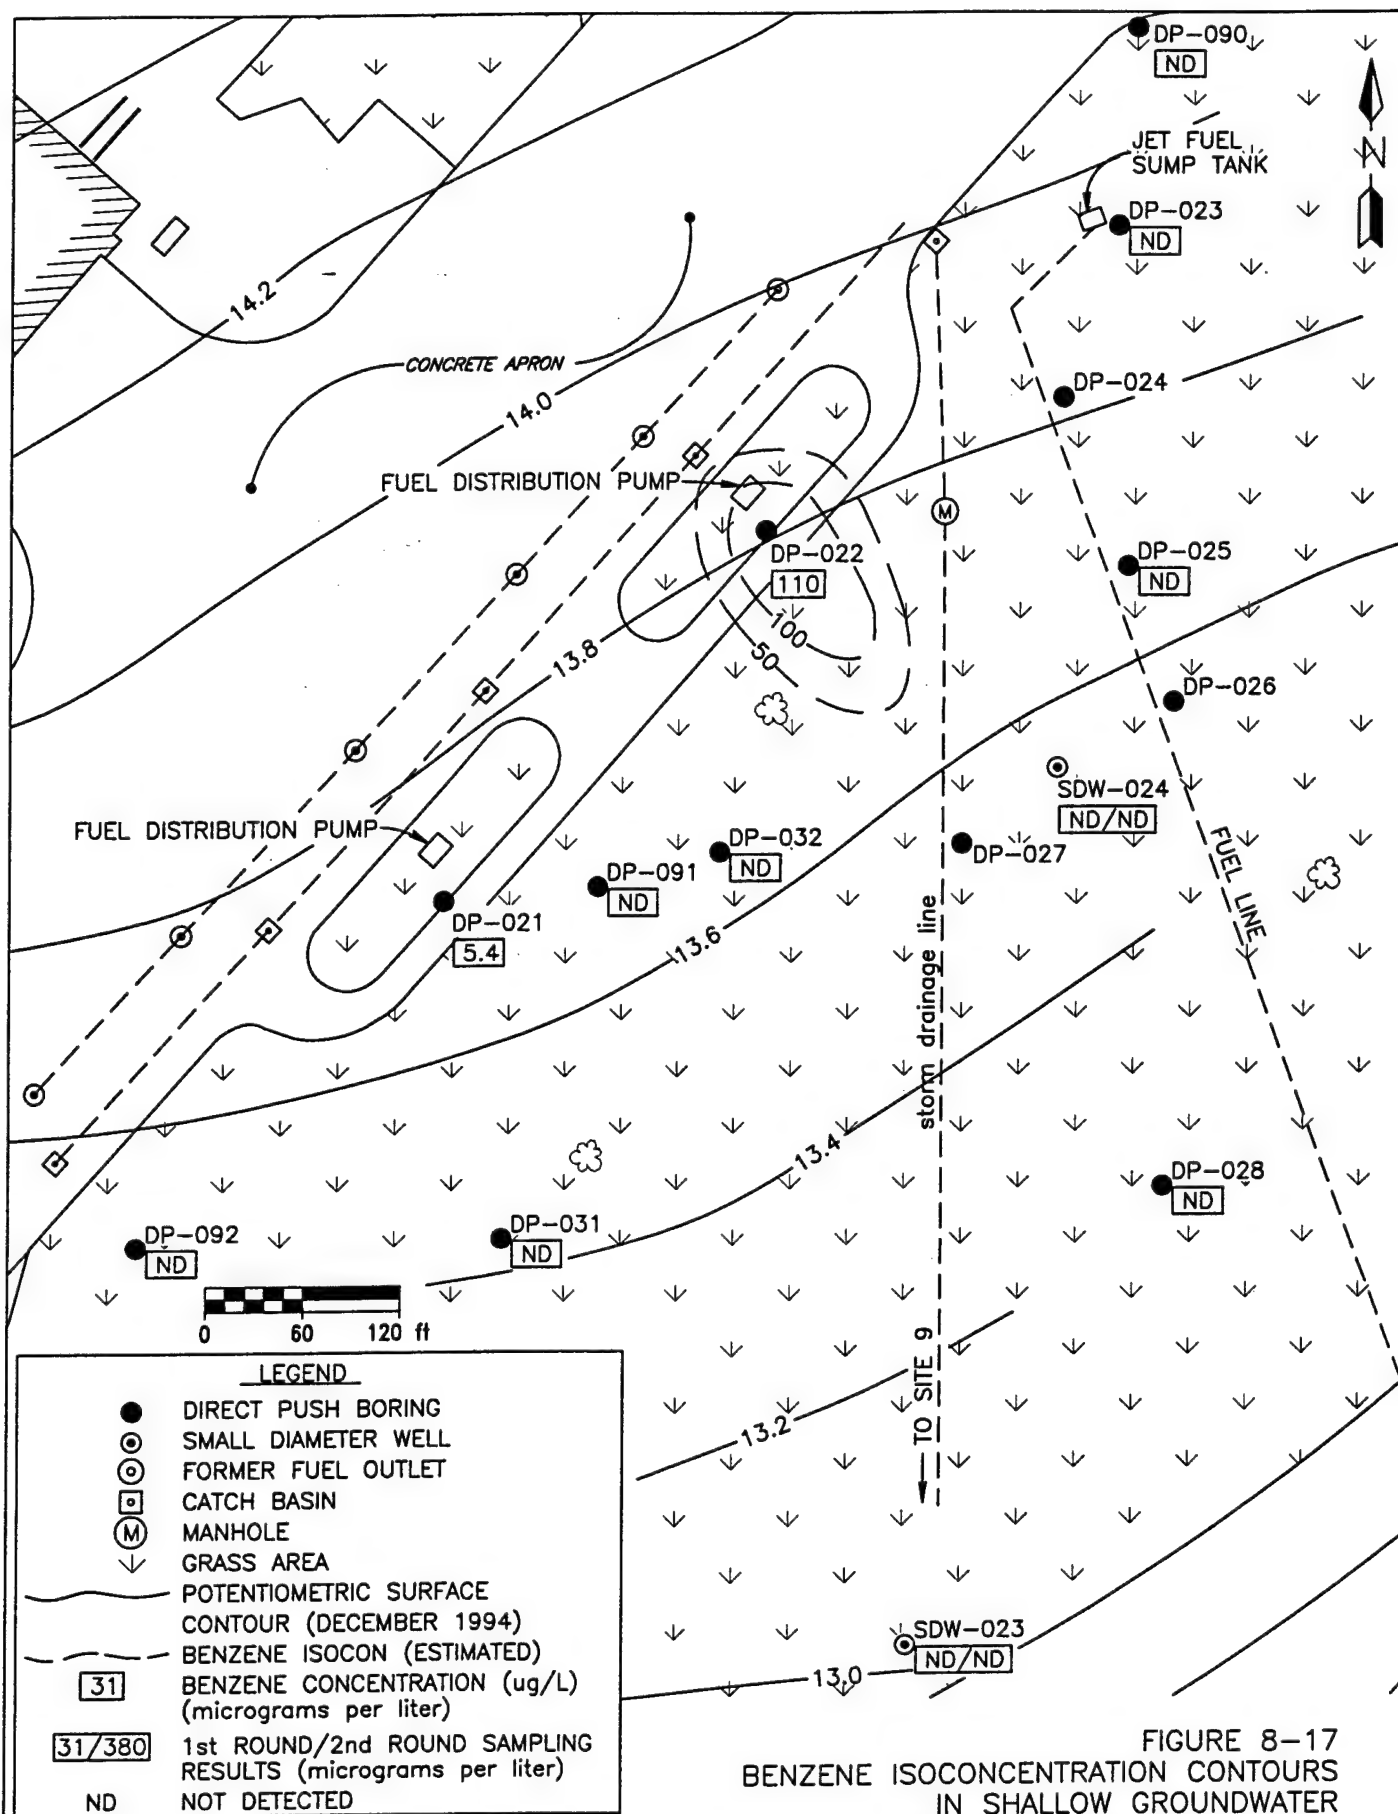 DP-090
ND
N
JET FUEL
SUMP TANK
DP-023
ND
14.2
CONCRETE APRON
14.0
DP-024
FUEL DISTRIBUTION PUMP
M
DP-022
110
DP-025
ND
100
50
13.8
DP-026
SDW-024
ND/ND
FUEL DISTRIBUTION PUMP
DP-032
ND
DP-027
FUEL LINE
DP-091
ND
DP-021
5.4
13.6
storm drainage line
13.4
DP-028
ND
DP-092
ND
DP-031
ND
0 60 120 ft
TO SITE 9
13.2
LEGEND
DIRECT PUSH BORING
SMALL DIAMETER WELL
FORMER FUEL OUTLET
CATCH BASIN
M MANHOLE
GRASS AREA
POTENTIOMETRIC SURFACE
CONTOUR (DECEMBER 1994)
BENZENE ISOCON (ESTIMATED)
31 BENZENE CONCENTRATION (ug/L)
(micrograms per liter)
31/380 1st ROUND/2nd ROUND SAMPLING
RESULTS (micrograms per liter)
ND NOT DETECTED
SDW-023
ND/ND
13.0
FIGURE 8-17
BENZENE ISOCONCENTRATION CONTOURS
IN SHALLOW GROUNDWATER